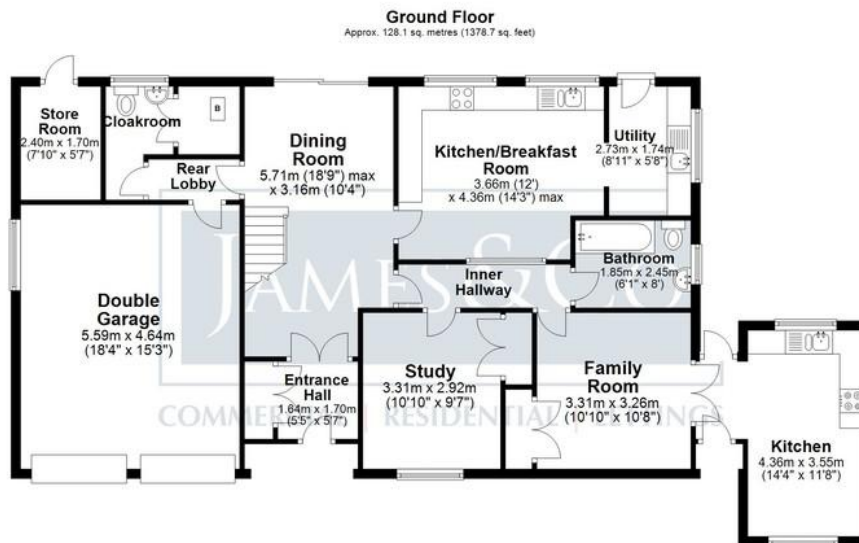 Ground Floor
Approx. 128.1 sq. metres (1378.7 sq. feet)
Store
Room
2.40m x 1.70m
(7'10" x 5'7")
Cloakroom
B
Rear
Lobby
Dining
Room
5.71m (18'9") max
x 3.16m (10'4")
Kitchen/Breakfast
Room
3.66m (12')
x 4.36m (14'3") max
Utility
2.73m x 1.74m
(8'11" x 5'8")
Bathroom
1.85m x 2.45m
(6'1" x 8')
Inner
Hallway
JAMES&CO
Double
Garage
5.59m x 4.64m
(18'4" x 15'3")
Entrance
Hall
1.64m x 1.70m
(5'5" x 5'7")
Study
3.31m x 2.92m
(10'10" x 9'7")
Family
Room
3.31m x 3.26m
(10'10" x 10'8")
| RESIDENTIAL |
Kitchen
4.36m x 3.55m
(14'4" x 11'8")